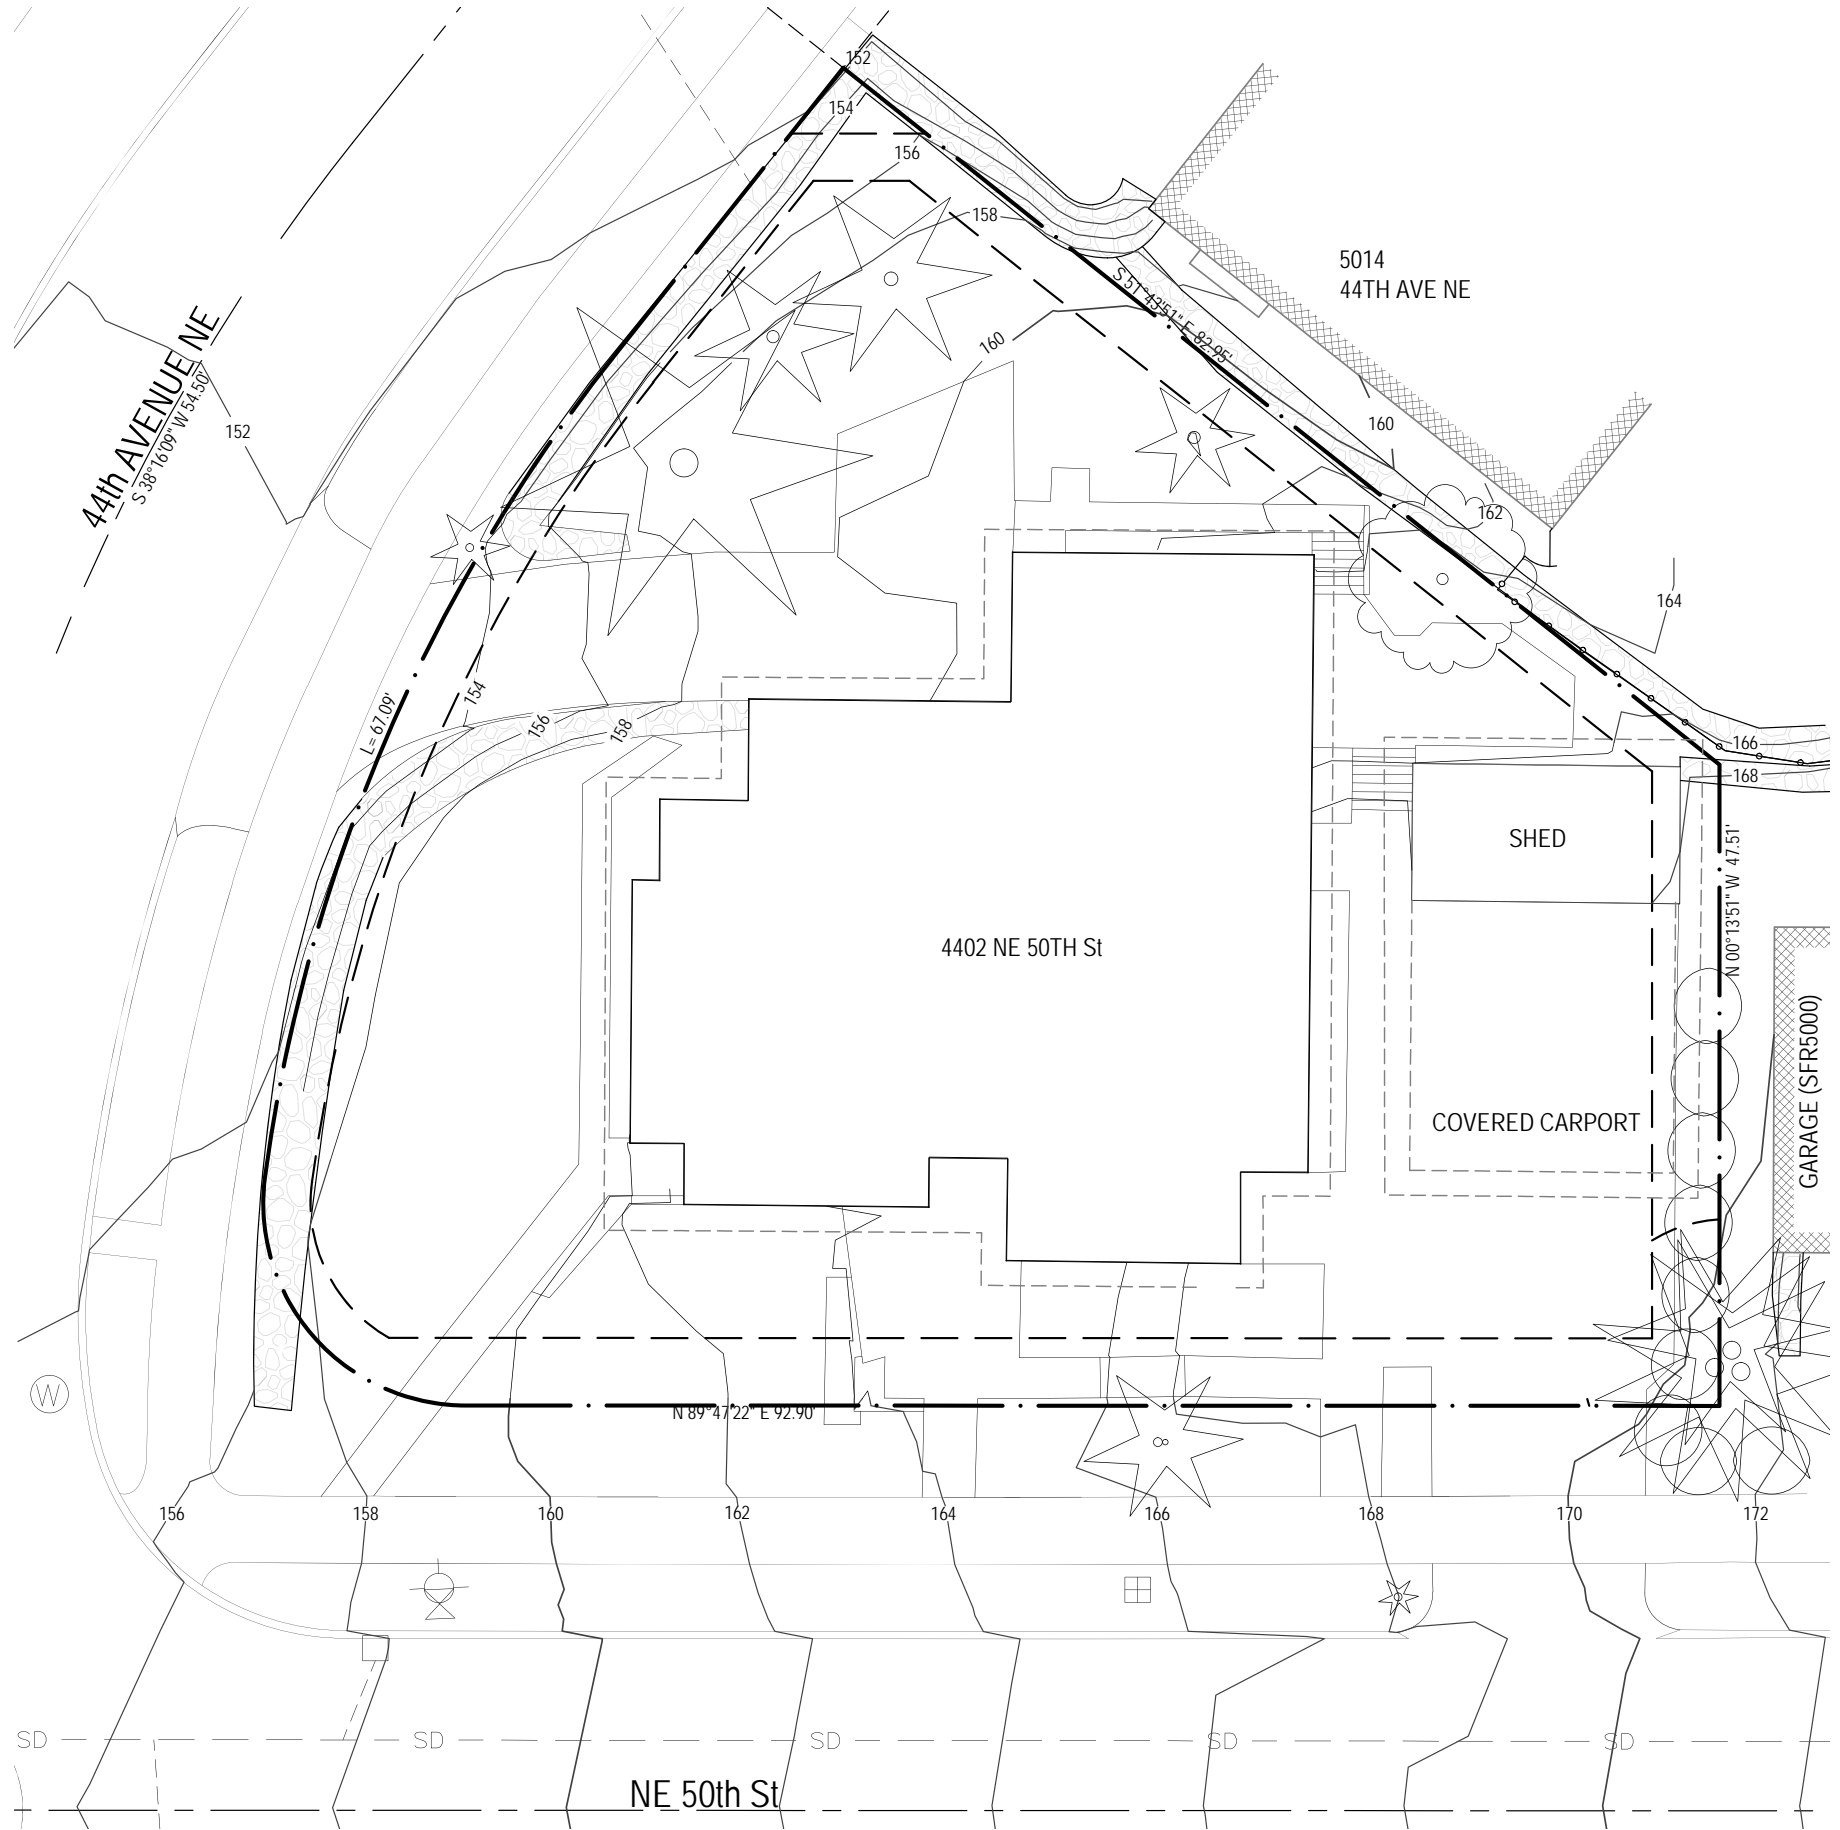 152
154
156
158
160
5014
44TH AVE NE
S 51°43'51" E 82.95'
44th AVENUE NE
S 38°16'09" W 54.50'
152
160
162
164
L= 67.09'
154
156
158
166
168
SHED
N 00°13'51" W 47.51'
4402 NE 50TH St
COVERED CARPORT
GARAGE (SFR5000)
W
N 89°47'22" E 92.90'
156
158
160
162
164
166
168
170
172
SD
SD
SD
SD
SD
NE 50th St